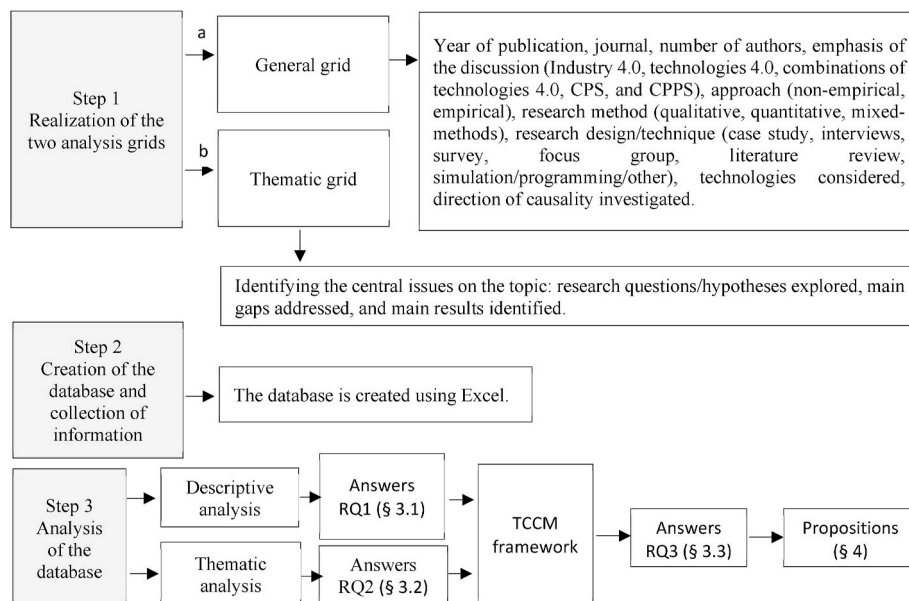 Step 1
Realization of the
two analysis grids
a
General grid
Year of publication, journal, number of authors, emphasis of
the discussion (Industry 4.0, technologies 4.0, combinations of
technologies 4.0, CPS, and CPPS), approach (non-empirical,
empirical), research method (qualitative, quantitative, mixed-
methods), research design/technique (case study, interviews,
survey, focus group, literature review,
simulation/programming/other), technologies considered,
direction of causality investigated.
b
Thematic grid
Identifying the central issues on the topic: research questions/hypotheses explored, main
gaps addressed, and main results identified.
Step 2
Creation of the
database and
collection of
information
The database is created using Excel.
Step 3
Analysis
of the
database
Descriptive
analysis
Answers
RQ1 (§ 3.1)
Thematic
analysis
Answers
RQ2 (§ 3.2)
TCCM
framework
Answers
RQ3 (§ 3.3)
Propositions
(§ 4)